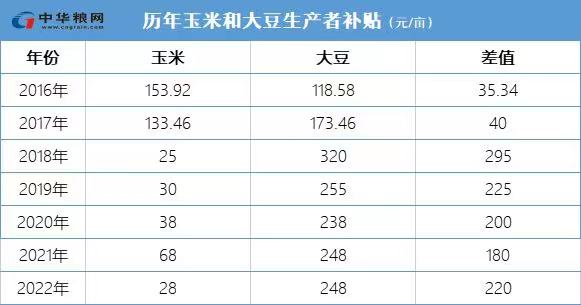 中华粮网
www.cngrain.com
历年玉米和大豆生产者补贴（元/亩）
年份 玉米 大豆 差值
2016年 153.92 118.58 35.34
2017年 133.46 173.46 40
2018年 25 320 295
2019年 30 255 225
2020年 38 238 200
2021年 68 248 180
2022年 28 248 220